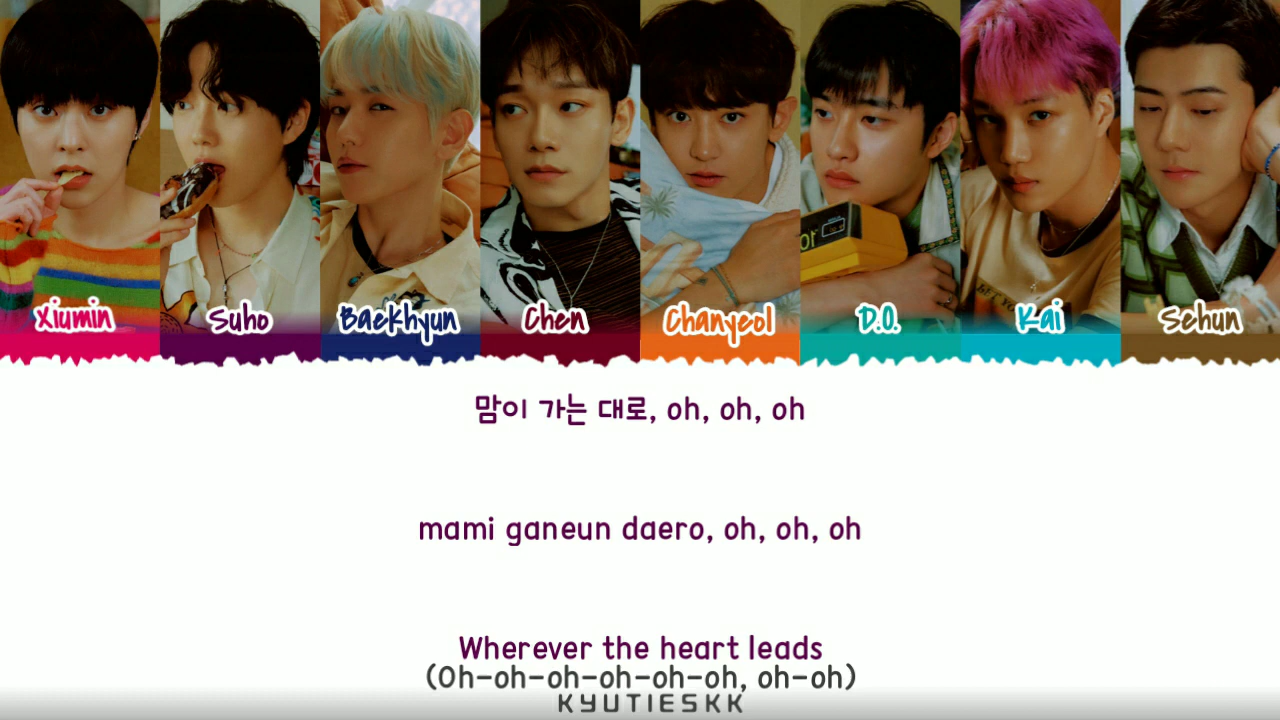 Xiumin
Suho
Baekhyun
Chen
Chanyeol
D.O.
Kai
Sehun
맘이 가는 대로, oh, oh, oh
mami ganeun daero, oh, oh, oh
Wherever the heart leads
(Oh-oh-oh-oh-oh-oh, oh-oh)
KYUTIESKK